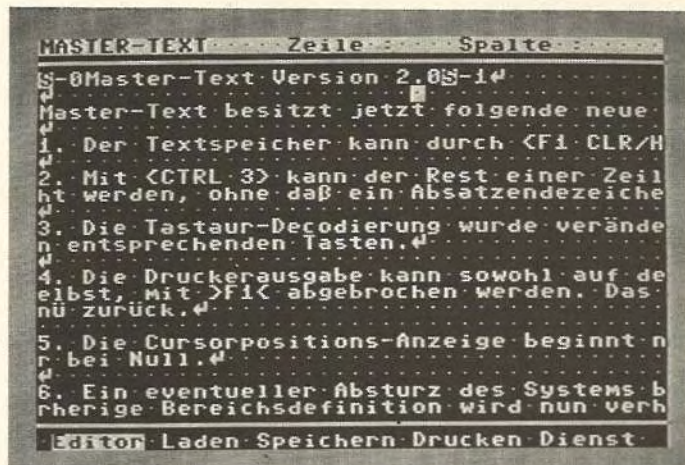 MASTER-TEXT Zeile : Spalte :
S-0Master-Text Version 2.0S-1↵
↵
Master-Text besitzt jetzt folgende neue
↵
1. Der Textspeicher kann durch <F1 CLR/H
↵
2. Mit <CTRL 3> kann der Rest einer Zeil
ht werden, ohne daß ein Absatzendezeiche
↵
3. Die Tastaur-Decodierung wurde verände
n entsprechenden Tasten.↵
↵
4. Die Druckerausgabe kann sowohl auf de
elbst, mit >F1< abgebrochen werden. Das
nü zurück.↵
↵
5. Die Cursorpositions-Anzeige beginnt n
r bei Null.↵
↵
6. Ein eventueller Absturz des Systems b
rherige Bereichsdefinition wird nun verh
Editor Laden Speichern Drucken Dienst